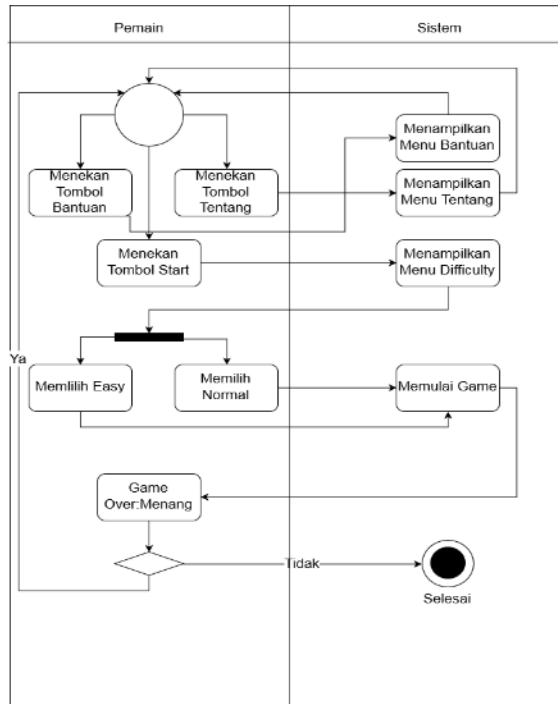 Pemain
Sistem
Menekan
Tombol
Bantuan
Menekan
Tombol
Tentang
Menampilkan
Menu Bantuan
Menampilkan
Menu Tentang
Menekan
Tombol Start
Menampilkan
Menu Difficulty
Ya
Memlilih Easy
Memilih
Normal
Memulai Game
Game
Over:Menang
Tidak
Selesai